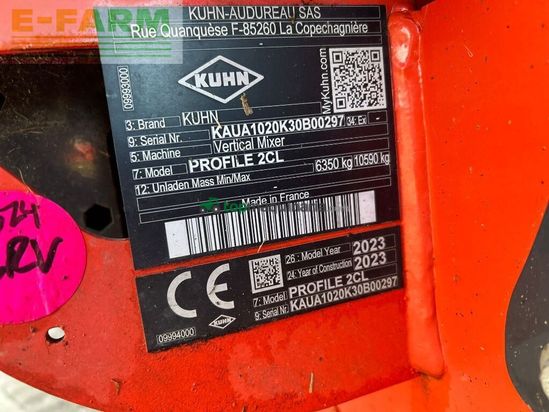 E-FARM
KUHN-AUDUREAU SAS
Rue Quanquèse F-85260 La Copechagnière
09993000
KUHN
MyKuhn.com
3: Brand KUHN
9: Serial Nr. KAUA1020K30B00297 34: Ex
5: Machine Vertical Mixer
7: Model PROFILE 2CL
12: Unladen Mass Min/Max 6350 kg 10590 kg
Made in France
CE
26: Model Year 2023
24: Year of Construction 2023
7: Model PROFILE 2CL
9: Serial Nr. KAUA1020K30B00297
KUHN
09994000
RV